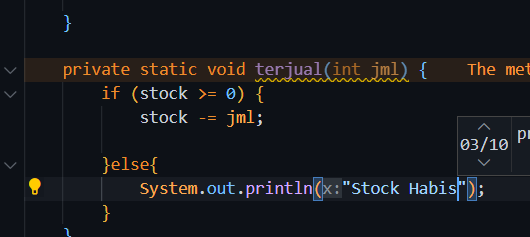 }
private static void terjual(int jml) { The met
if (stock >= 0) {
stock -= jml;
}else{
System.out.println(x:"Stock Habis");
}
}
03/10